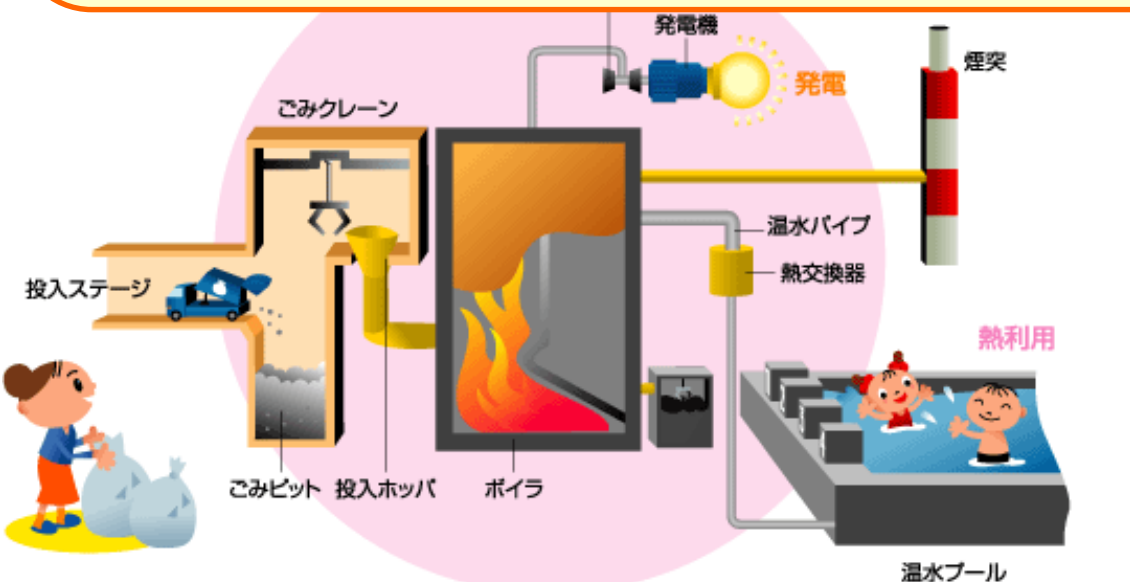 発電機
発電
煙突
ごみクレーン
温水パイプ
熱交換器
投入ステージ
熱利用
ごみピット
投入ホッパ
ボイラ
温水プール